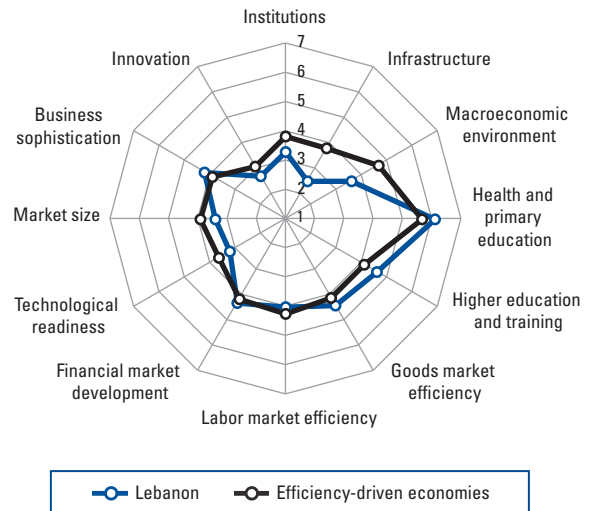 Institutions
7
Innovation
Infrastructure
6
5
Business
sophistication
Macroeconomic
environment
4
3
2
Market size
1
Health and
primary
education
Technological
readiness
Higher education
and training
Financial market
development
Goods market
efficiency
Labor market efficiency
Lebanon
Efficiency-driven economies